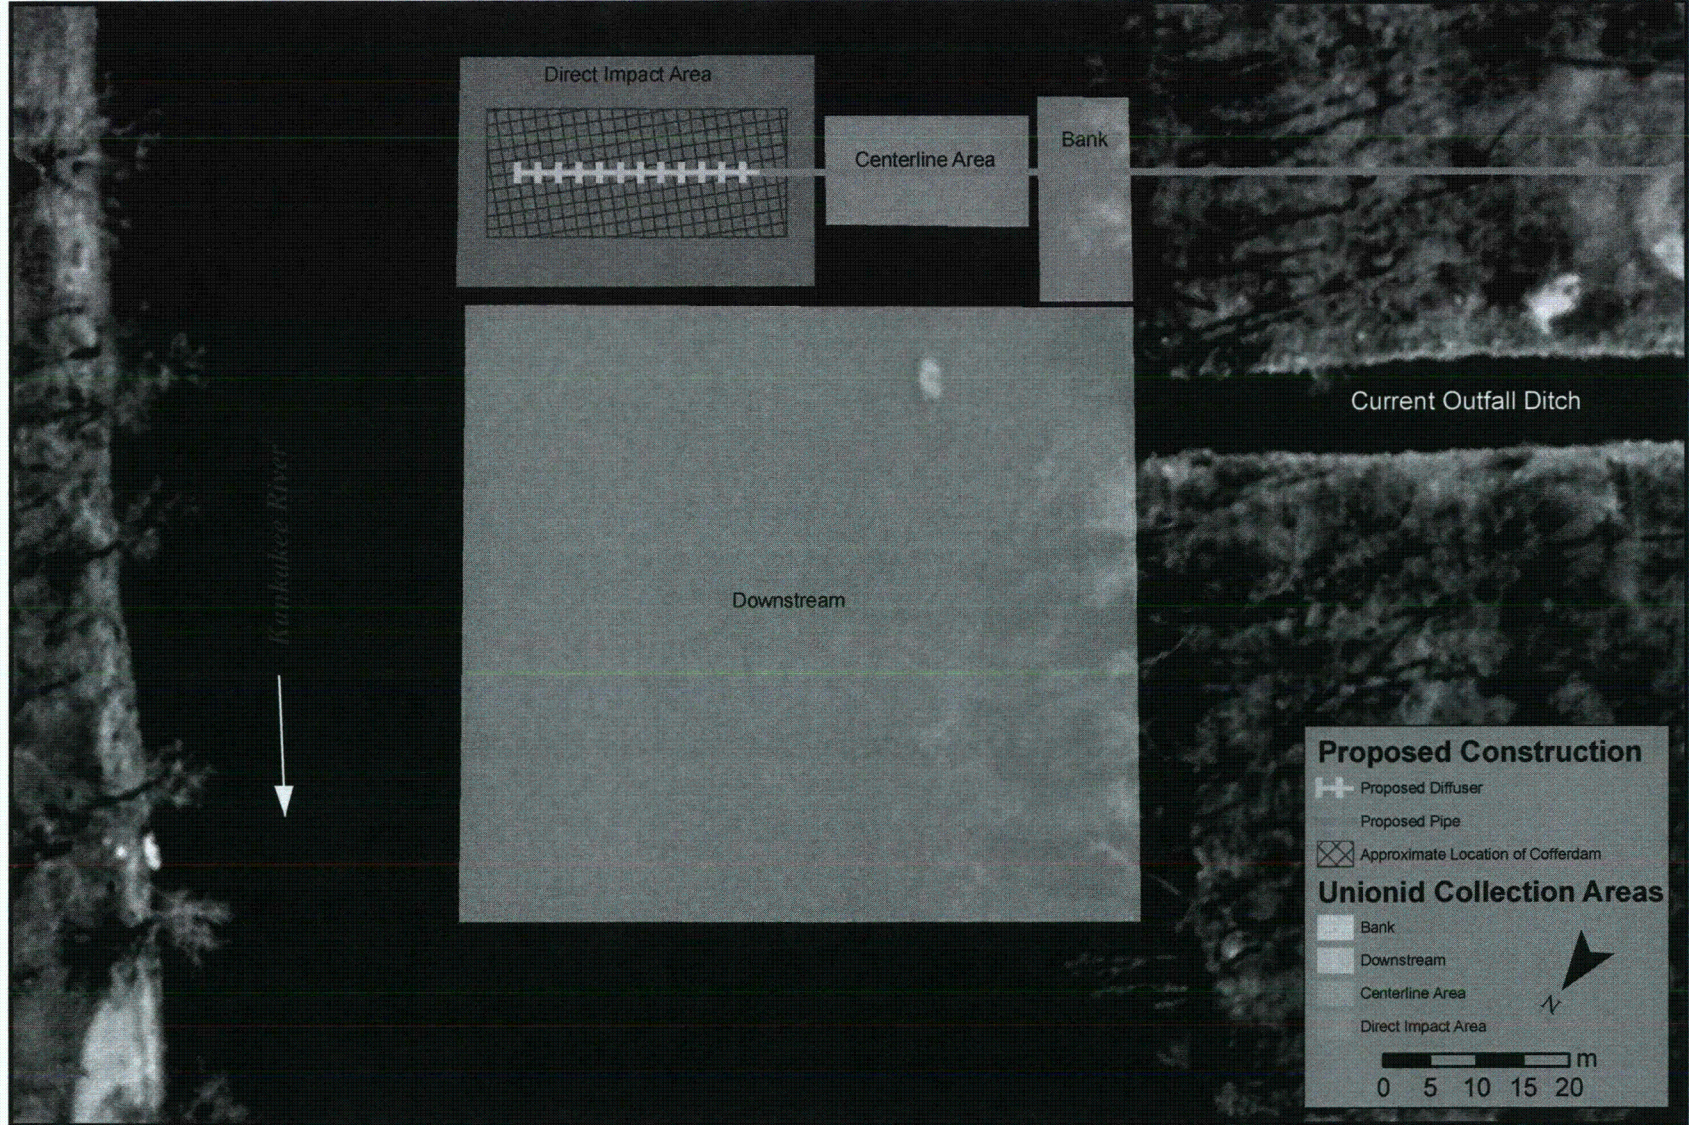 Direct Impact Area
Centerline Area
Bank
Current Outfall Ditch
Kankakee River
Downstream
Proposed Construction
Proposed Diffuser
Proposed Pipe
Approximate Location of Cofferdam
Unionid Collection Areas
Bank
Downstream
Centerline Area
Direct Impact Area
N
m
0 5 10 15 20